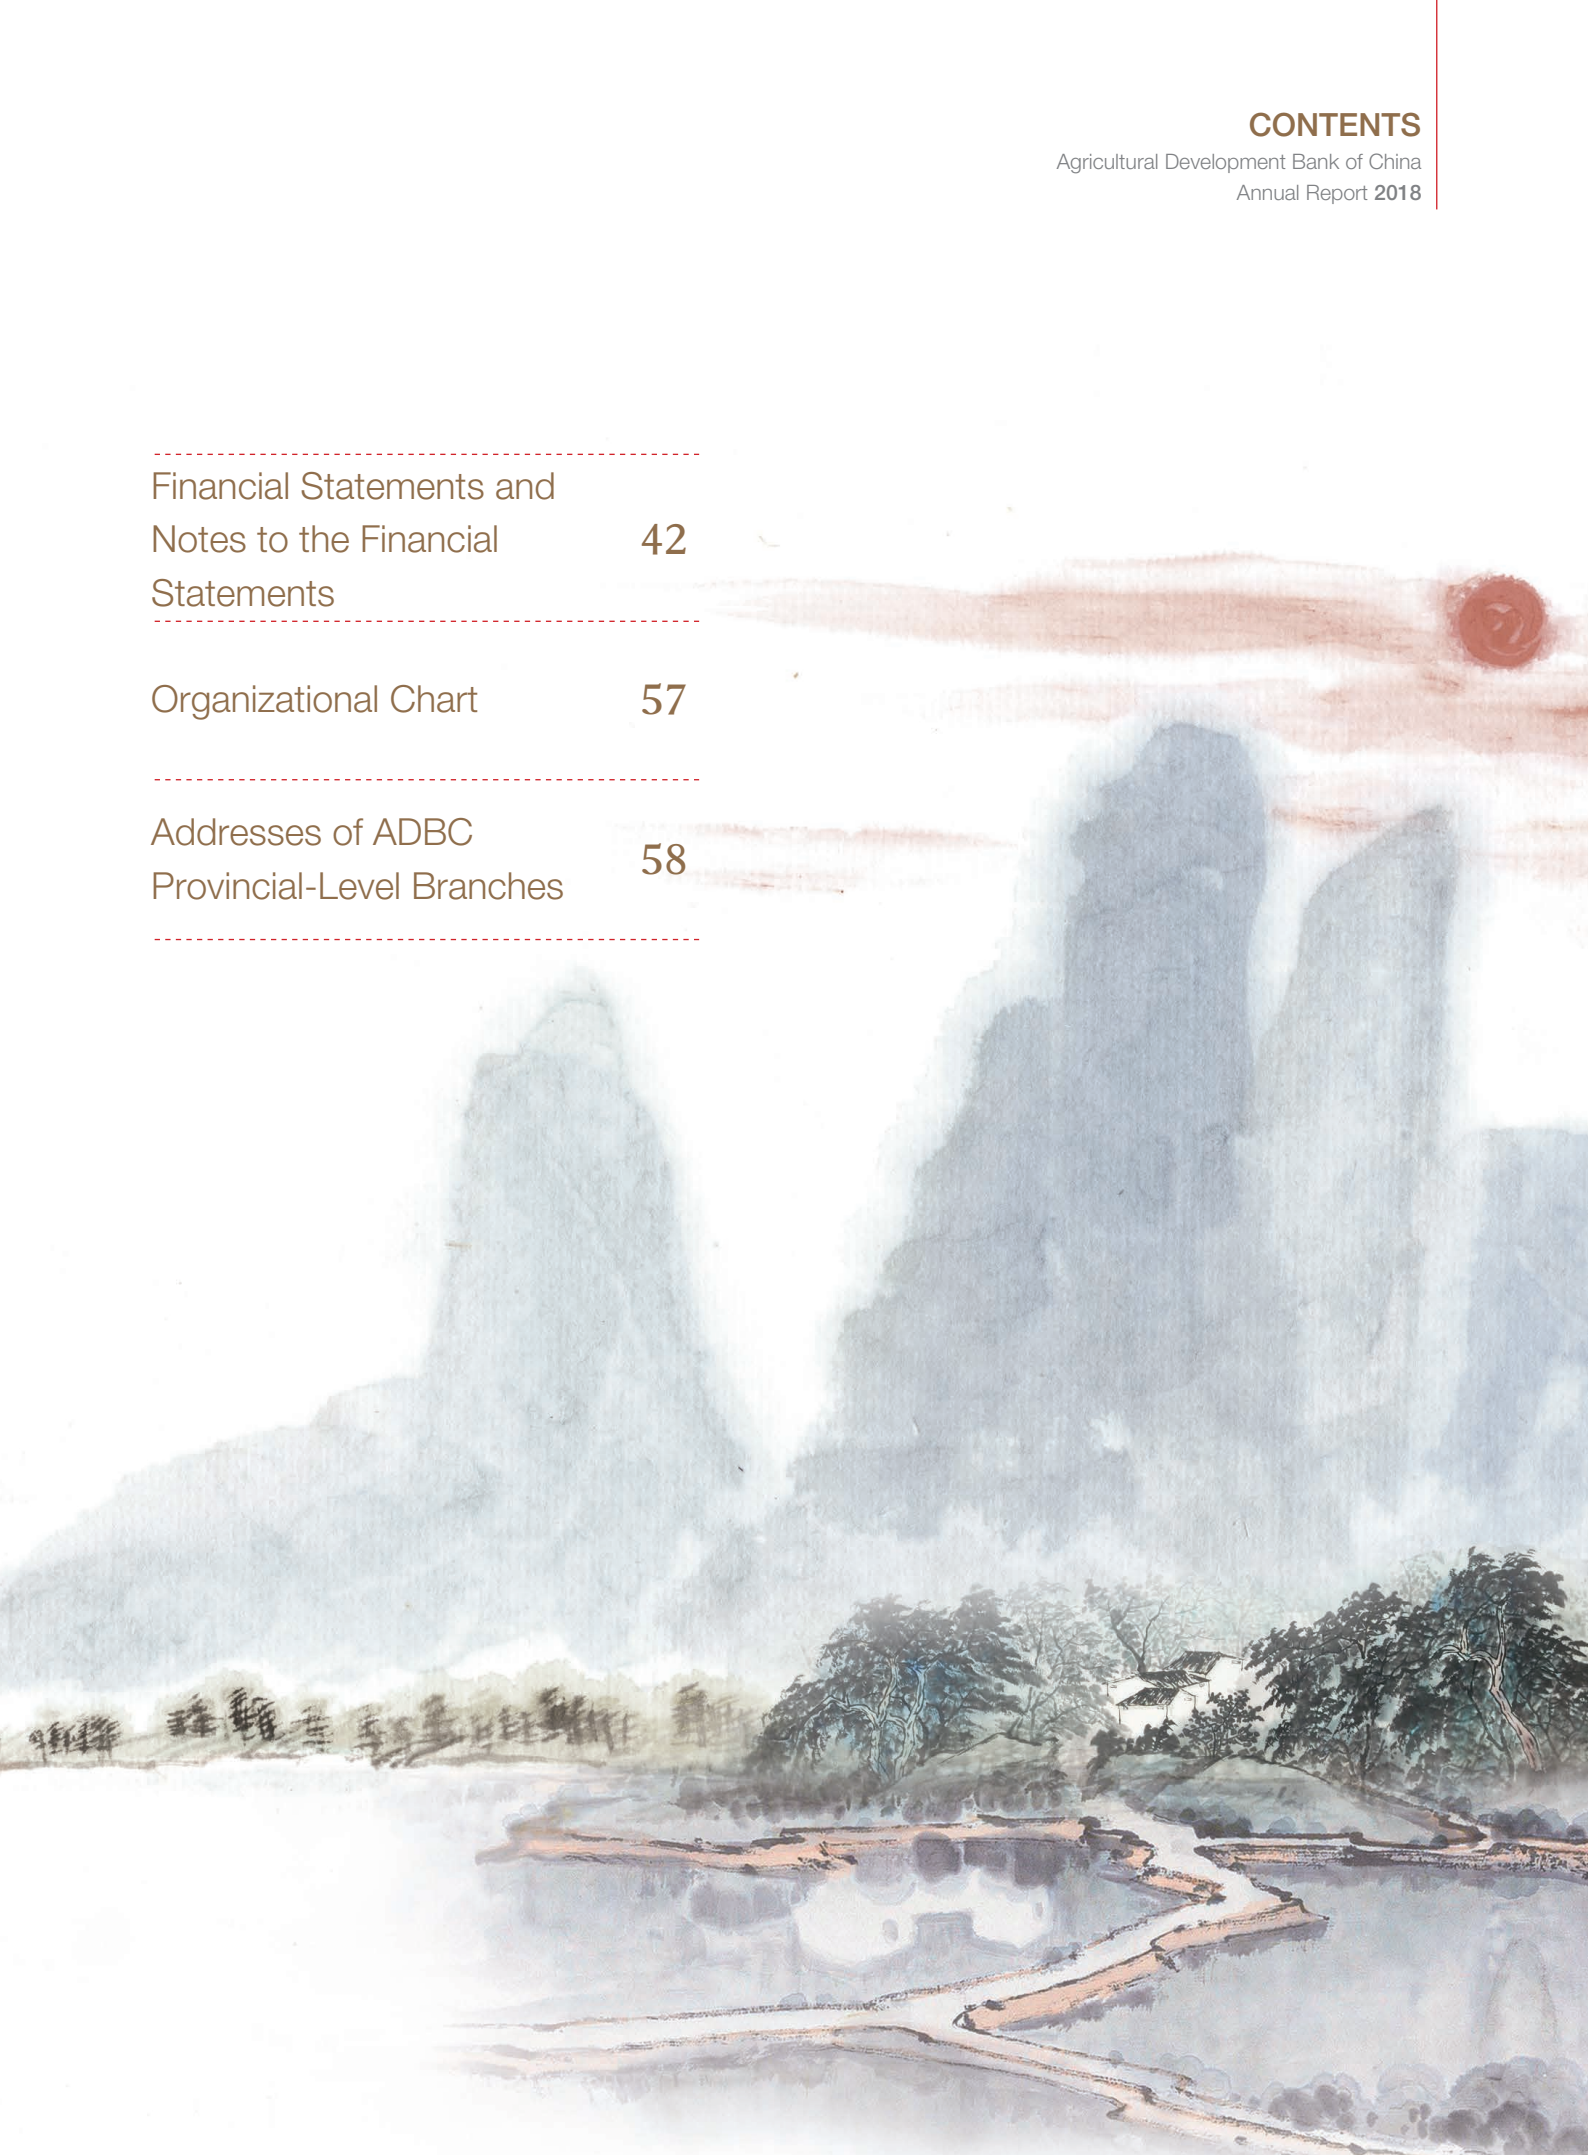 CONTENTS
Agricultural Development Bank of China
Annual Report 2018
Financial Statements and
Notes to the Financial
Statements
42
Organizational Chart
57
Addresses of ADBC
Provincial-Level Branches
58